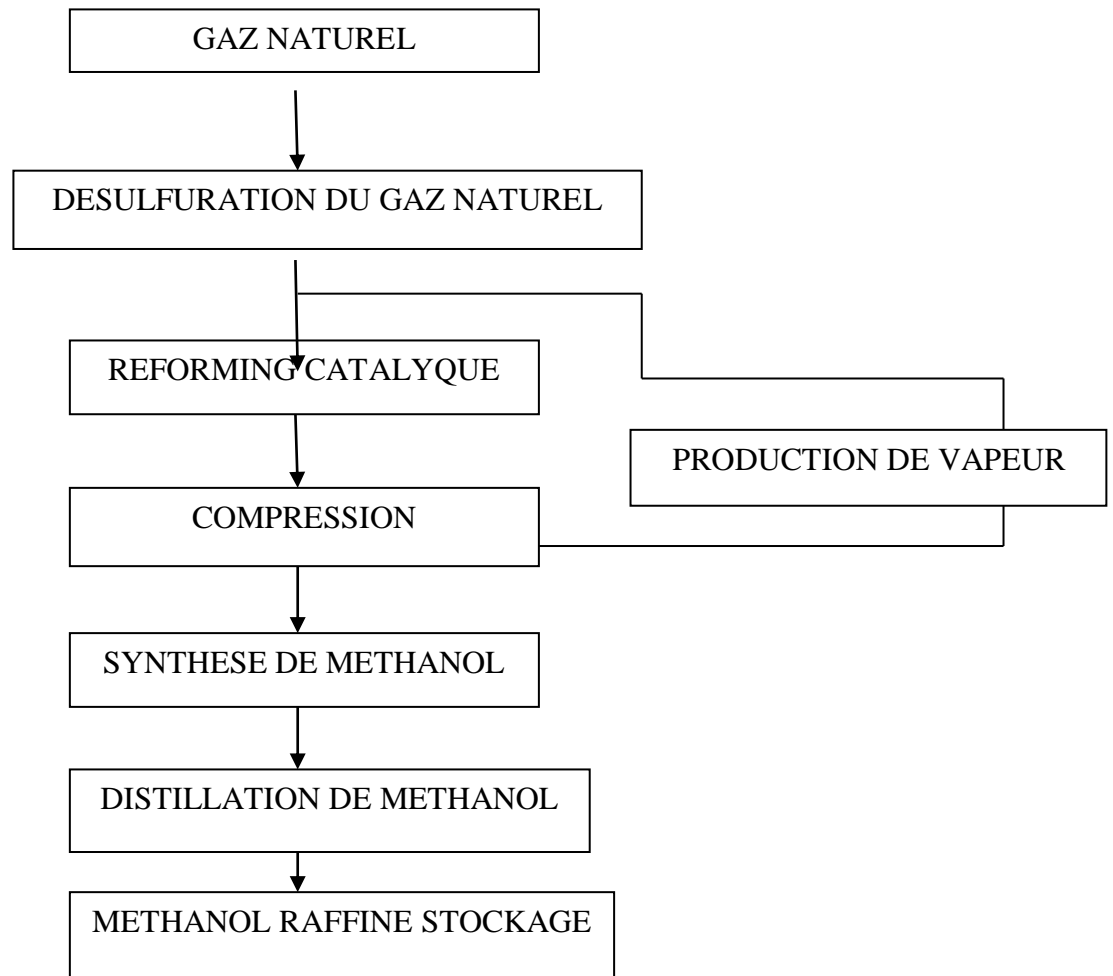 GAZ NATUREL
DESULFURATION DU GAZ NATUREL
REFORMING CATALYQUE
PRODUCTION DE VAPEUR
COMPRESSION
SYNTHESE DE METHANOL
DISTILLATION DE METHANOL
METHANOL RAFFINE STOCKAGE